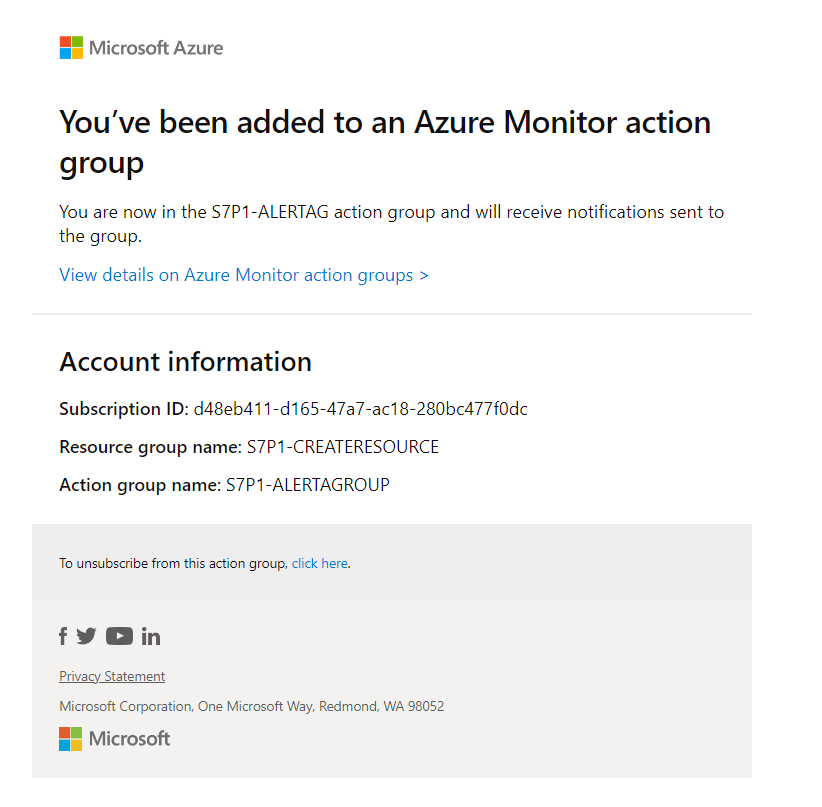 Microsoft Azure
You’ve been added to an Azure Monitor action
group
You are now in the S7P1-ALERTAG action group and will receive notifications sent to
the group.
View details on Azure Monitor action groups >
Account information
Subscription ID: d48eb411-d165-47a7-ac18-280bc477f0dc
Resource group name: S7P1-CREATERESOURCE
Action group name: S7P1-ALERTAGROUP
To unsubscribe from this action group, click here.
Privacy Statement
Microsoft Corporation, One Microsoft Way, Redmond, WA 98052
Microsoft